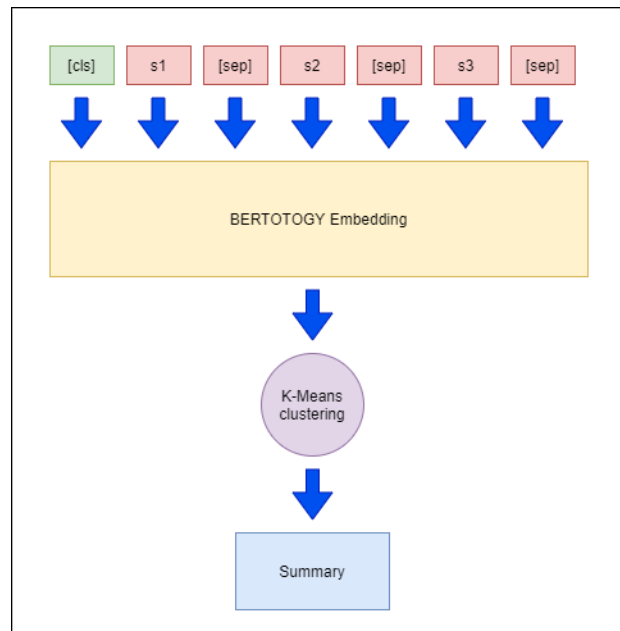 [cls] s1 [sep] s2 [sep] s3 [sep]
BERTOTOGY Embedding
K-Means
clustering
Summary